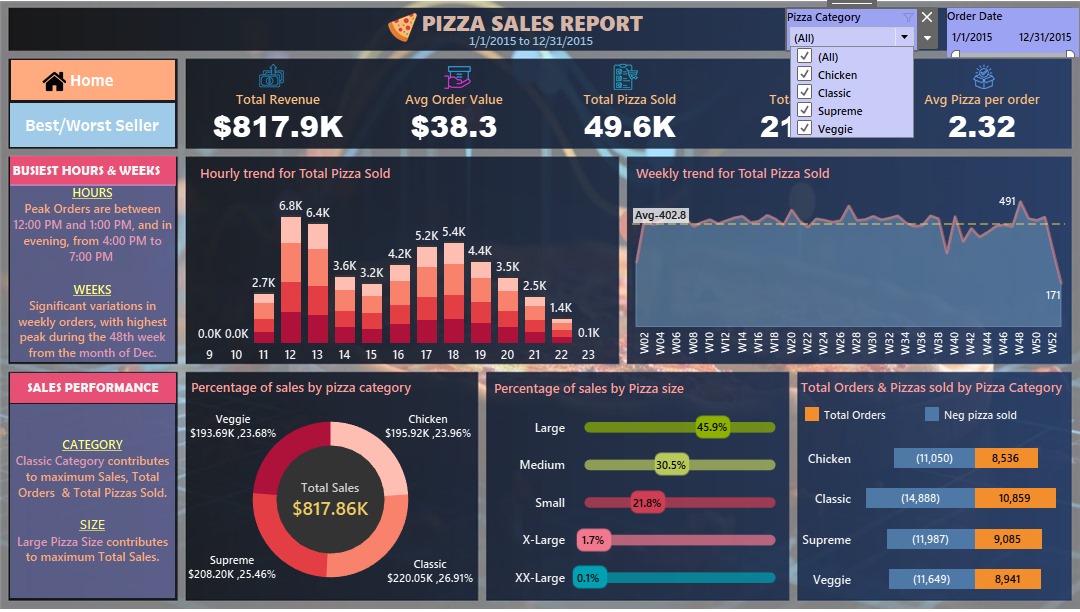 PIZZA SALES REPORT
1/1/2015 to 12/31/2015
Pizza Category
(All)
(All)
Chicken
Classic
Supreme
Veggie
Order Date
1/1/2015
12/31/2015
Home
Best/Worst Seller
Total Revenue
$817.9K
Avg Order Value
$38.3
Total Pizza Sold
49.6K
Avg Pizza per order
2.32
BUSIEST HOURS & WEEKS
HOURS
Peak Orders are between
12:00 PM and 1:00 PM, and in
evening, from 4:00 PM to
7:00 PM
WEEKS
Significant variations in
weekly orders, with highest
peak during the 48th week
from the month of Dec.
Hourly trend for Total Pizza Sold
0.0K 0.0K 2.7K 6.8K 6.4K 3.6K 3.2K 4.2K 5.2K 5.4K 4.4K 3.5K 2.5K 1.4K 0.1K
9 10 11 12 13 14 15 16 17 18 19 20 21 22 23
Weekly trend for Total Pizza Sold
Avg-402.8
491
171
W02 W04 W06 W08 W10 W12 W14 W16 W18 W20 W22 W24 W26 W28 W30 W32 W34 W36 W38 W40 W42 W44 W46 W48 W50 W52
SALES PERFORMANCE
CATEGORY
Classic Category contributes
to maximum Sales, Total
Orders & Total Pizzas Sold.
SIZE
Large Pizza Size contributes
to maximum Total Sales.
Percentage of sales by pizza category
Veggie
$193.69K ,23.68%
Chicken
$195.92K ,23.96%
Total Sales
$817.86K
Supreme
$208.20K ,25.46%
Classic
$220.05K ,26.91%
Percentage of sales by Pizza size
Large 45.9%
Medium 30.5%
Small 21.8%
X-Large 1.7%
XX-Large 0.1%
Total Orders & Pizzas sold by Pizza Category
Total Orders
Neg pizza sold
Chicken (11,050) 8,536
Classic (14,888) 10,859
Supreme (11,987) 9,085
Veggie (11,649) 8,941